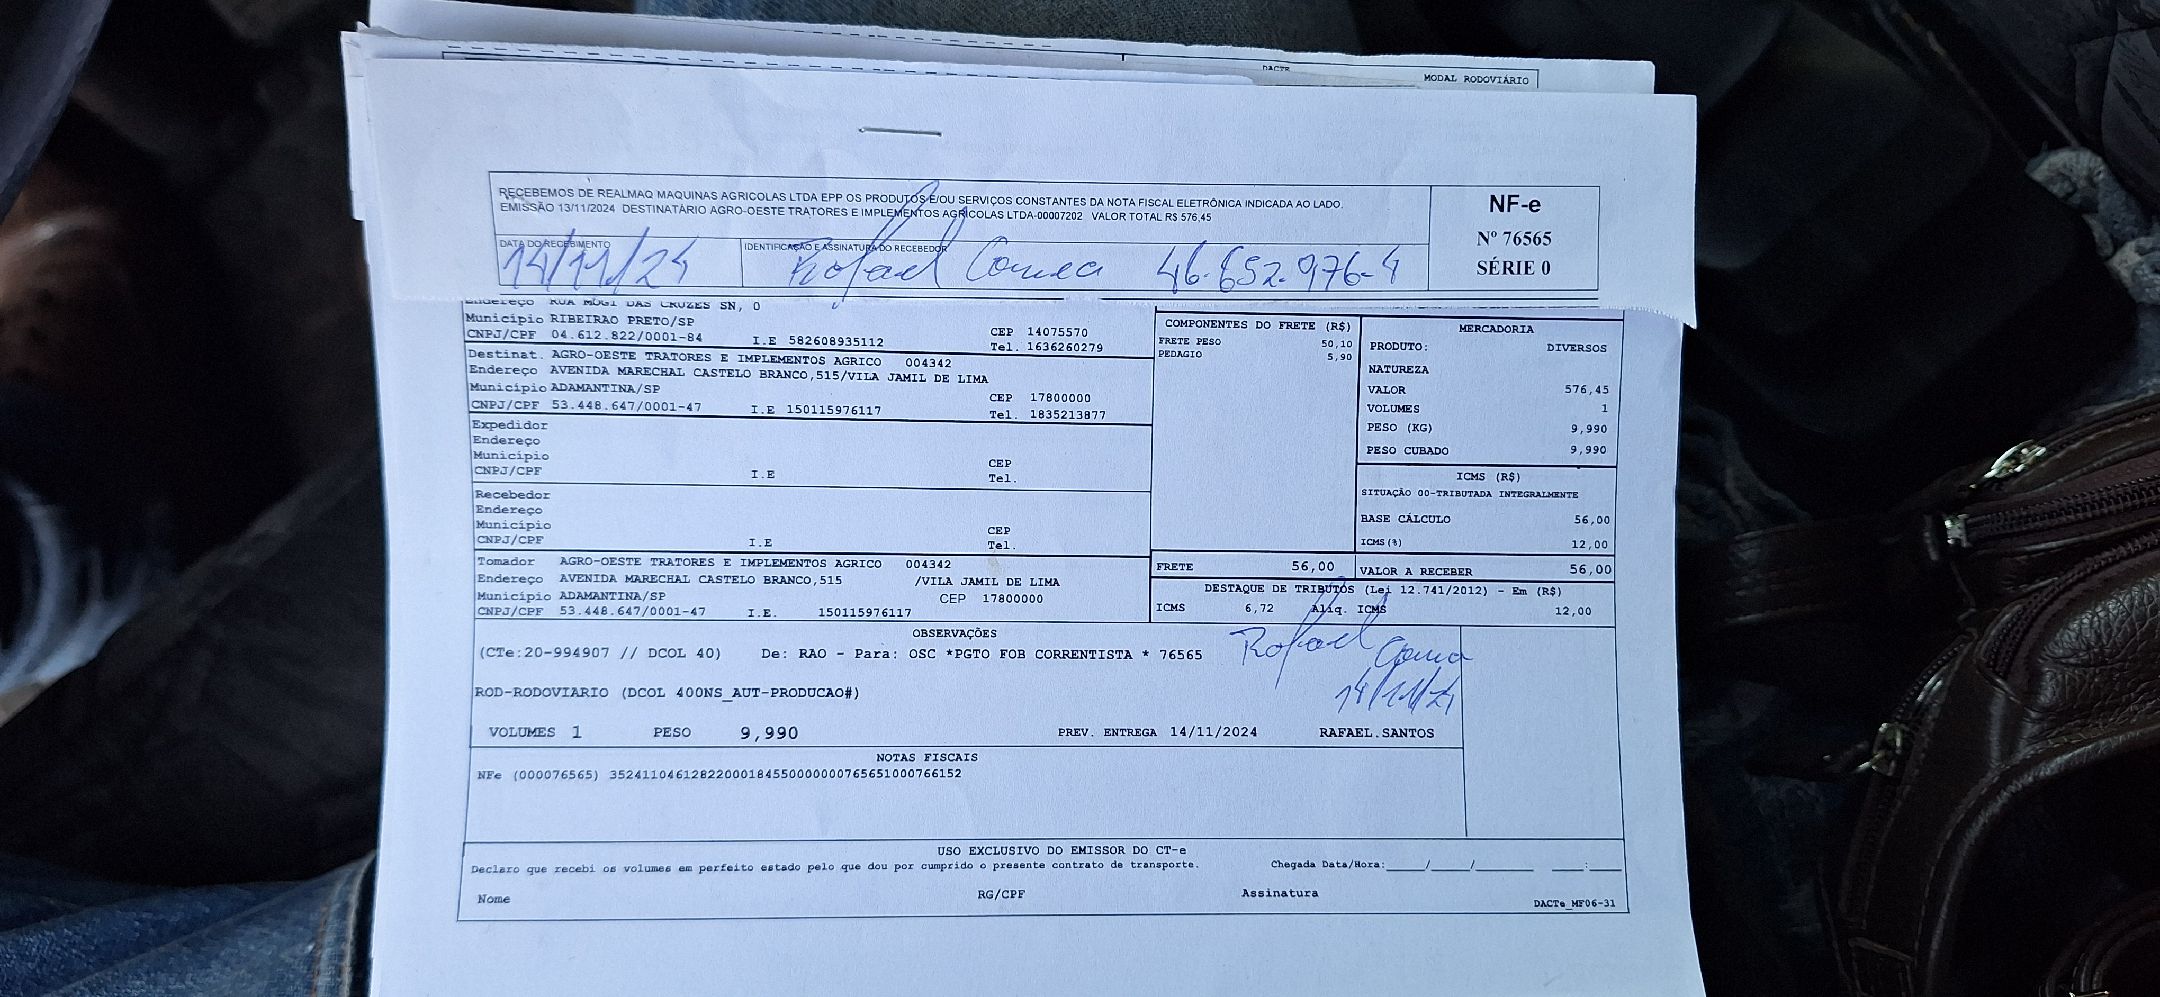 DACTE
MODAL RODOVIÁRIO
RECEBEMOS DE REALMAQ MAQUINAS AGRICOLAS LTDA EPP OS PRODUTOS E/OU SERVIÇOS CONSTANTES DA NOTA FISCAL ELETRÔNICA INDICADA AO LADO.
EMISSÃO 13/11/2024 DESTINATÁRIO AGRO-OESTE TRATORES E IMPLEMENTOS AGRICOLAS LTDA-00007202 VALOR TOTAL R$ 576,45
NF-e
Nº 76565
SÉRIE 0
DATA DO RECEBIMENTO
14/11/24
IDENTIFICAÇÃO E ASSINATURA DO RECEBEDOR
Rafael Correa 46.652.976-4
Endereço RUA MOGI DAS CRUZES SN, 0
Município RIBEIRAO PRETO/SP CEP 14075570
CNPJ/CPF 04.612.822/0001-84 I.E 582608935112 Tel. 1636260279
Destinat. AGRO-OESTE TRATORES E IMPLEMENTOS AGRICO 004342
Endereço AVENIDA MARECHAL CASTELO BRANCO,515/VILA JAMIL DE LIMA
Município ADAMANTINA/SP CEP 17800000
CNPJ/CPF 53.448.647/0001-47 I.E 150115976117 Tel. 1835213877
Expedidor
Endereço
Município CEP
CNPJ/CPF I.E Tel.
Recebedor
Endereço
Município CEP
CNPJ/CPF I.E Tel.
Tomador AGRO-OESTE TRATORES E IMPLEMENTOS AGRICO 004342
Endereço AVENIDA MARECHAL CASTELO BRANCO,515 /VILA JAMIL DE LIMA
Município ADAMANTINA/SP CEP 17800000
CNPJ/CPF 53.448.647/0001-47 I.E. 150115976117
COMPONENTES DO FRETE (R$)
FRETE PESO 50,10
PEDAGIO 5,90
FRETE 56,00
MERCADORIA
PRODUTO: DIVERSOS
NATUREZA
VALOR 576,45
VOLUMES 1
PESO (KG) 9,990
PESO CUBADO 9,990
ICMS (R$)
SITUAÇÃO 00-TRIBUTADA INTEGRALMENTE
BASE CÁLCULO 56,00
ICMS(%) 12,00
VALOR A RECEBER 56,00
DESTAQUE DE TRIBUTOS (Lei 12.741/2012) - Em (R$)
ICMS 6,72 Aliq. ICMS 12,00
OBSERVAÇÕES
(CTe:20-994907 // DCOL 40) De: RAO - Para: OSC *PGTO FOB CORRENTISTA * 76565
Rafael Correa
14/11/24
ROD-RODOVIARIO (DCOL 400NS_AUT-PRODUCAO#)
VOLUMES 1 PESO 9,990 PREV. ENTREGA 14/11/2024 RAFAEL.SANTOS
NOTAS FISCAIS
NFe (000076565) 35241104612822000184550000000765651000766152
USO EXCLUSIVO DO EMISSOR DO CT-e
Declaro que recebi os volumes em perfeito estado pelo que dou por cumprido o presente contrato de transporte. Chegada Data/Hora:____/____/______ ___:___
Nome RG/CPF Assinatura
DACTe_MF06-31